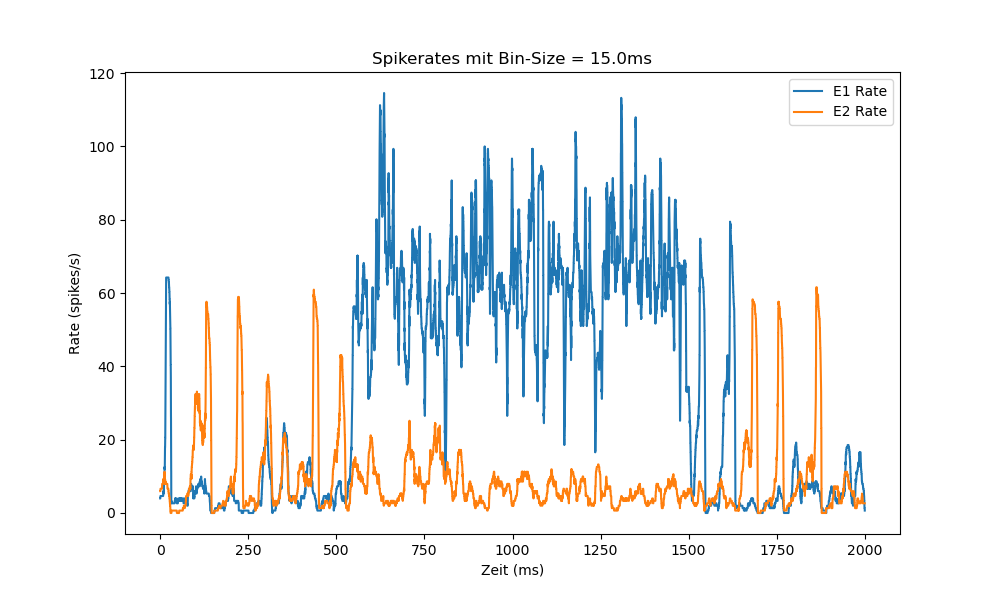 Spikerates mit Bin-Size = 15.0ms
E1 Rate
E2 Rate
Rate (spikes/s)
120
100
80
60
40
20
0
0 250 500 750 1000 1250 1500 1750 2000
Zeit (ms)